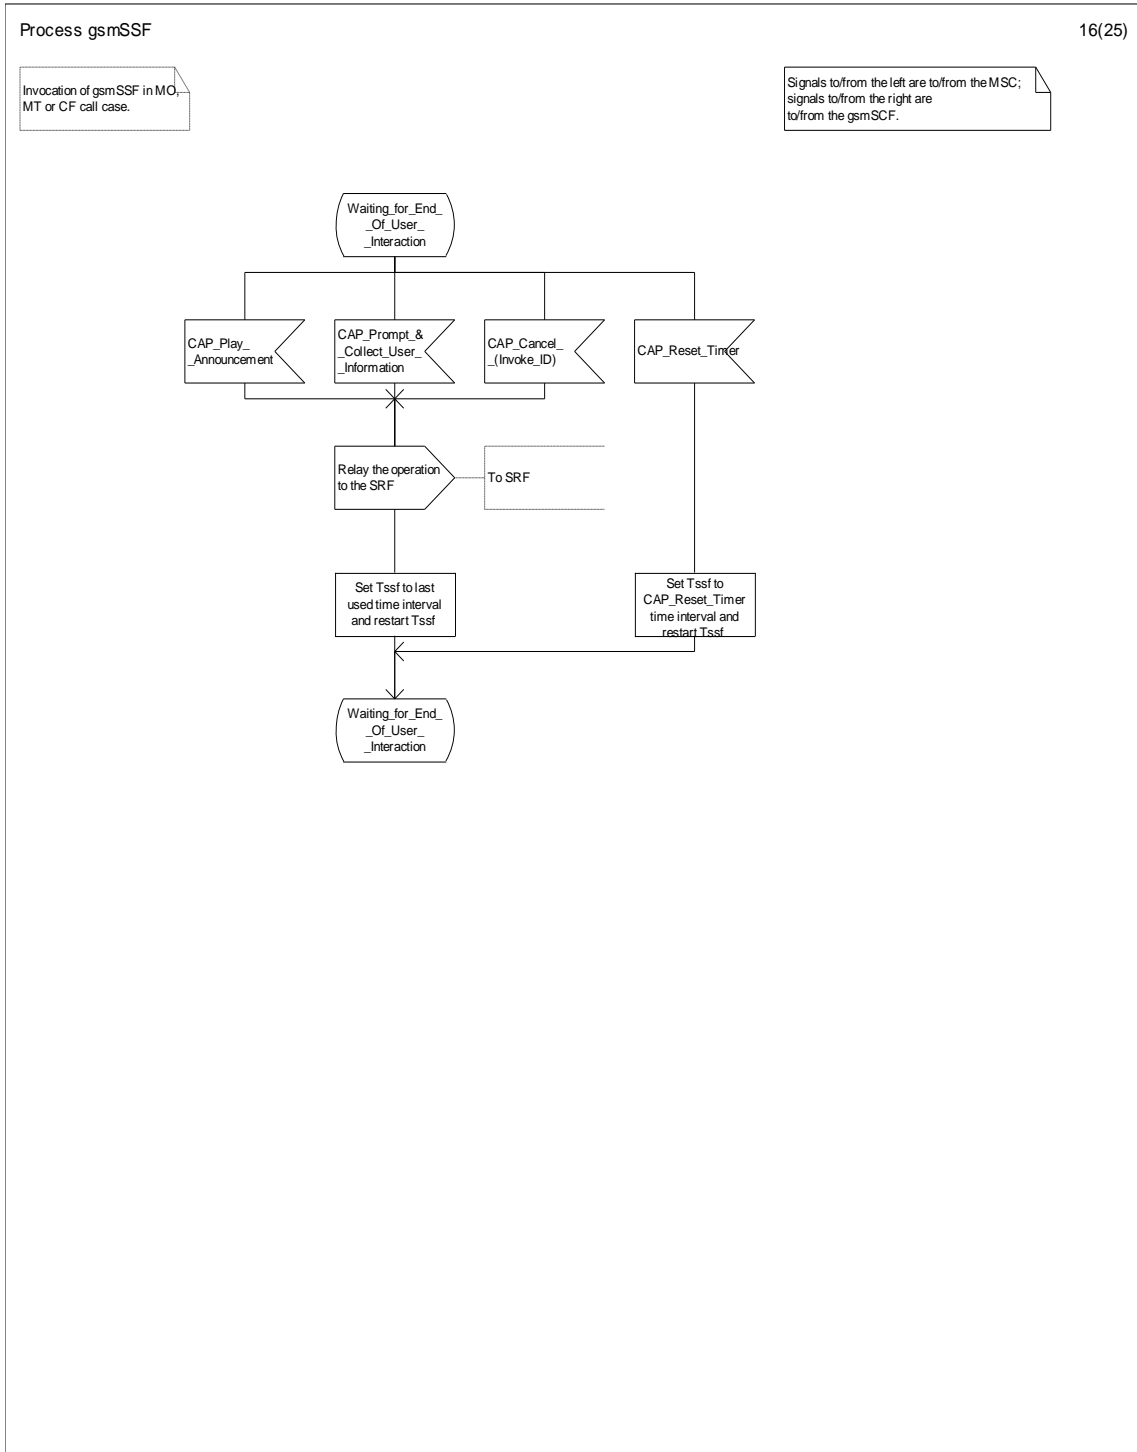 Process gsmSSF
16(25)
Invocation of gsmSSF in MO,
MT or CF call case.
Signals to/from the left are to/from the MSC;
signals to/from the right are
to/from the gsmSCF.
Waiting_for_End_
_Of_User_
_Interaction
CAP_Play_
_Announcement
CAP_Prompt_&
_Collect_User_
_Information
CAP_Cancel_
_(Invoke_ID)
CAP_Reset_Timer
Relay the operation
to the SRF
To SRF
Set Tssf to last
used time interval
and restart Tssf
Set Tssf to
CAP_Reset_Timer
time interval and
restart Tssf
Waiting_for_End_
_Of_User_
_Interaction